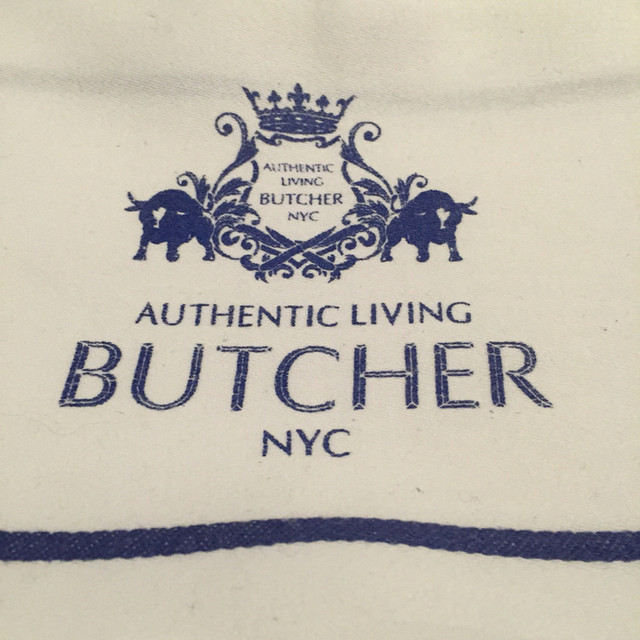 AUTHENTIC
LIVING
BUTCHER
NYC
AUTHENTIC LIVING
BUTCHER
NYC